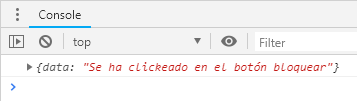 Console
top
Filter
{data: "Se ha clickeado en el botón bloquear"}